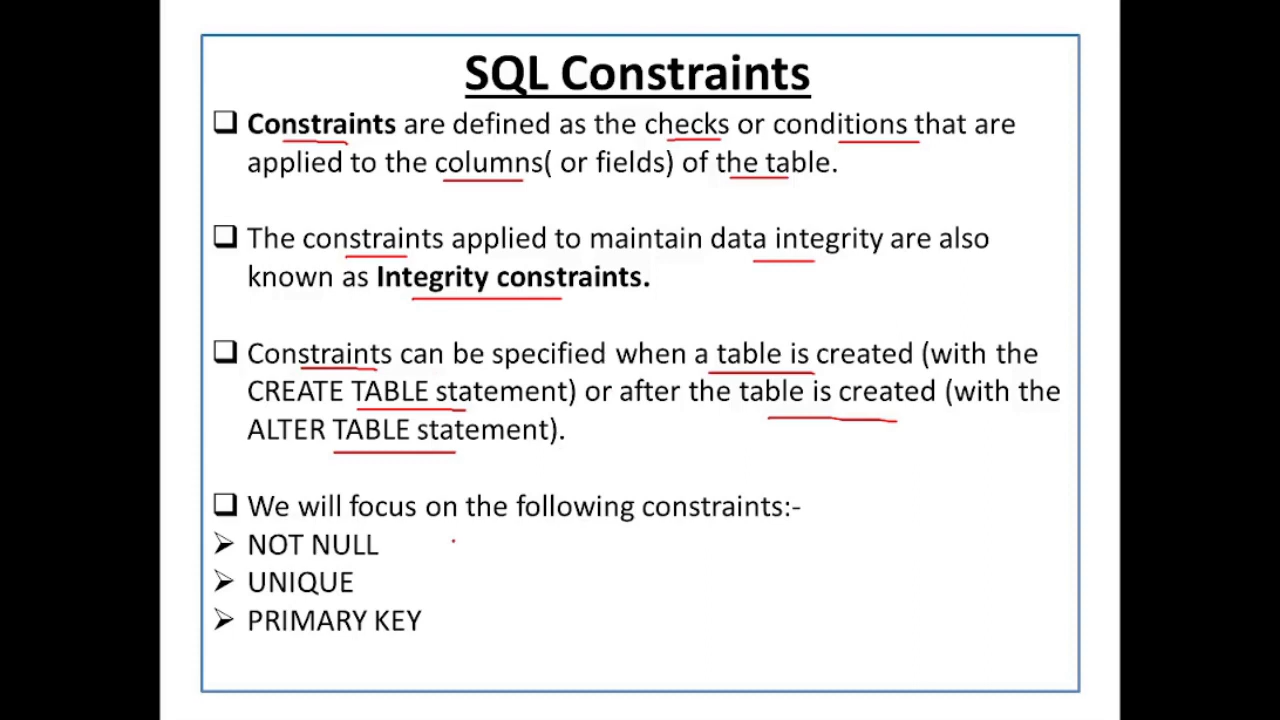 SQL Constraints
❑ Constraints are defined as the checks or conditions that are
applied to the columns( or fields) of the table.
❑ The constraints applied to maintain data integrity are also
known as Integrity constraints.
❑ Constraints can be specified when a table is created (with the
CREATE TABLE statement) or after the table is created (with the
ALTER TABLE statement).
❑ We will focus on the following constraints:-
➢ NOT NULL
➢ UNIQUE
➢ PRIMARY KEY